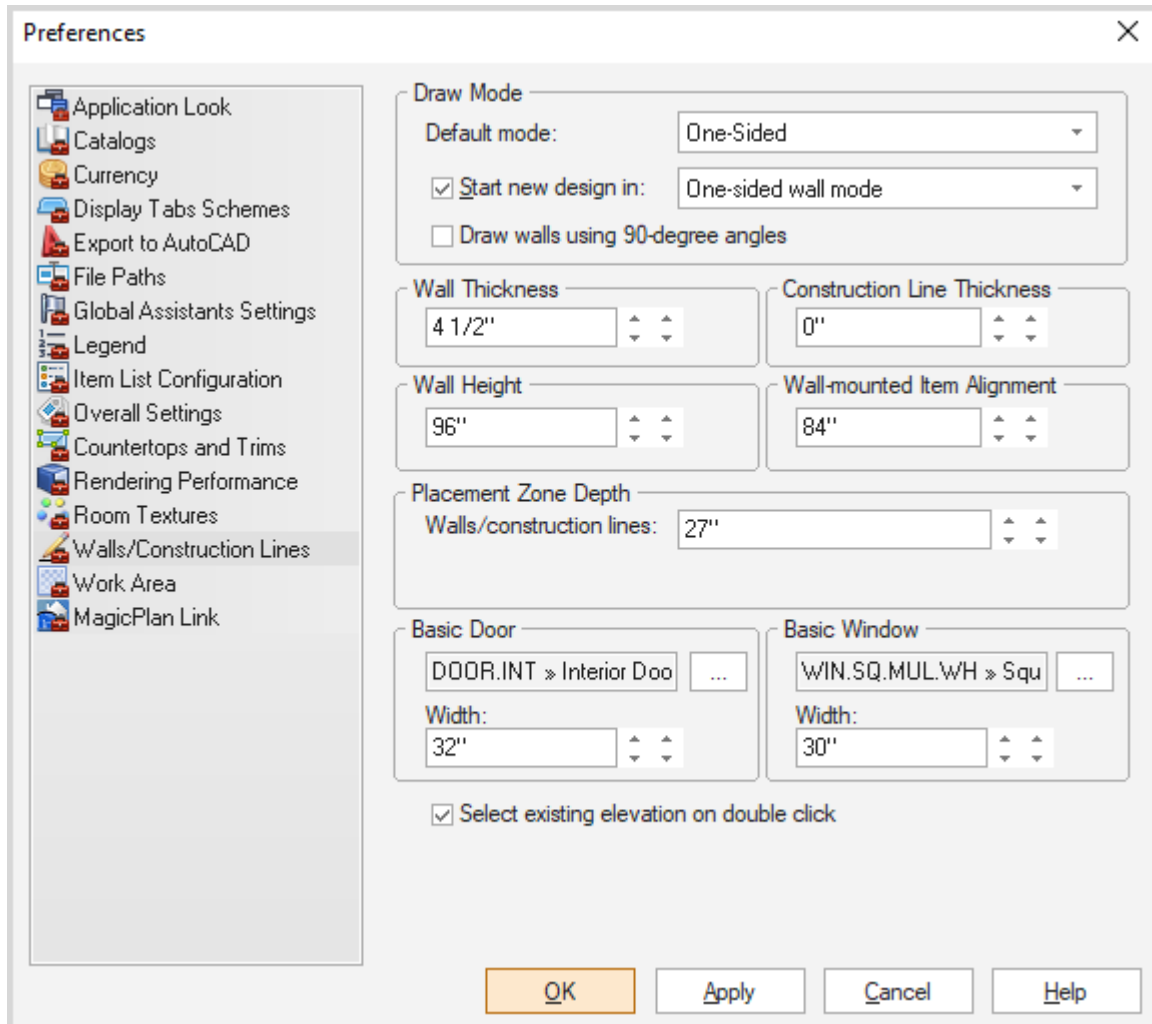 Preferences
Application Look
Catalogs
Currency
Display Tabs Schemes
Export to AutoCAD
File Paths
Global Assistants Settings
Legend
Item List Configuration
Overall Settings
Countertops and Trims
Rendering Performance
Room Textures
Walls/Construction Lines
Work Area
MagicPlan Link
Draw Mode
Default mode: One-Sided
Start new design in: One-sided wall mode
Draw walls using 90-degree angles
Wall Thickness
4 1/2"
Construction Line Thickness
0"
Wall Height
96"
Wall-mounted Item Alignment
84"
Placement Zone Depth
Walls/construction lines: 27"
Basic Door
DOOR.INT » Interior Doo ...
Width:
32"
Basic Window
WIN.SQ.MUL.WH » Squ ...
Width:
30"
Select existing elevation on double click
OK Apply Cancel Help